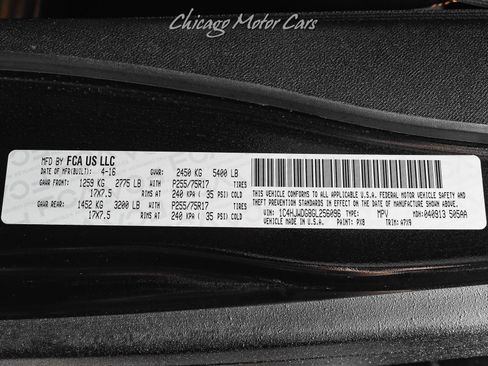 Chicago Motor Cars
MFD BY FCA US LLC
DATE OF MFR(BUILT): 4-16 GVWR: 2450 KG 5400 LB
GAWR FRONT: 1259 KG 2775 LB WITH P255/75R17 TIRES
17X7.5 RIMS AT 240 KPA ( 35 PSI) COLD
GAWR REAR: 1452 KG 3200 LB WITH P255/75R17 TIRES
17X7.5 RIMS AT 240 KPA ( 35 PSI) COLD
THIS VEHICLE CONFORMS TO ALL APPLICABLE U.S.A. FEDERAL MOTOR VEHICLE SAFETY AND
THEFT PREVENTION STANDARDS IN EFFECT ON THE DATE OF MANUFACTURE SHOWN ABOVE.
VIN: 1C4HJWDG8GL256096 TYPE: MPV MDH: 040913 505AA
VEHICLE MADE IN U.S.A. PAINT: PX8 TRIM: A7X9